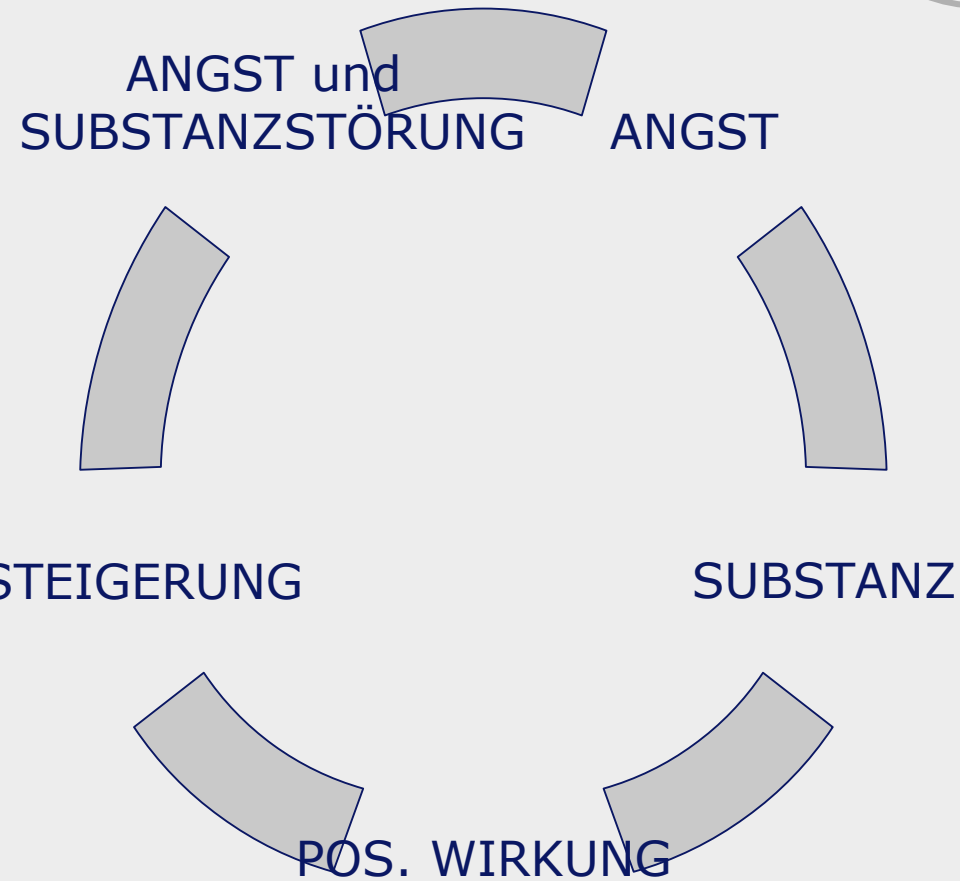 ANGST und
SUBSTANZSTÖRUNG
ANGST
STEIGERUNG
SUBSTANZ
POS. WIRKUNG